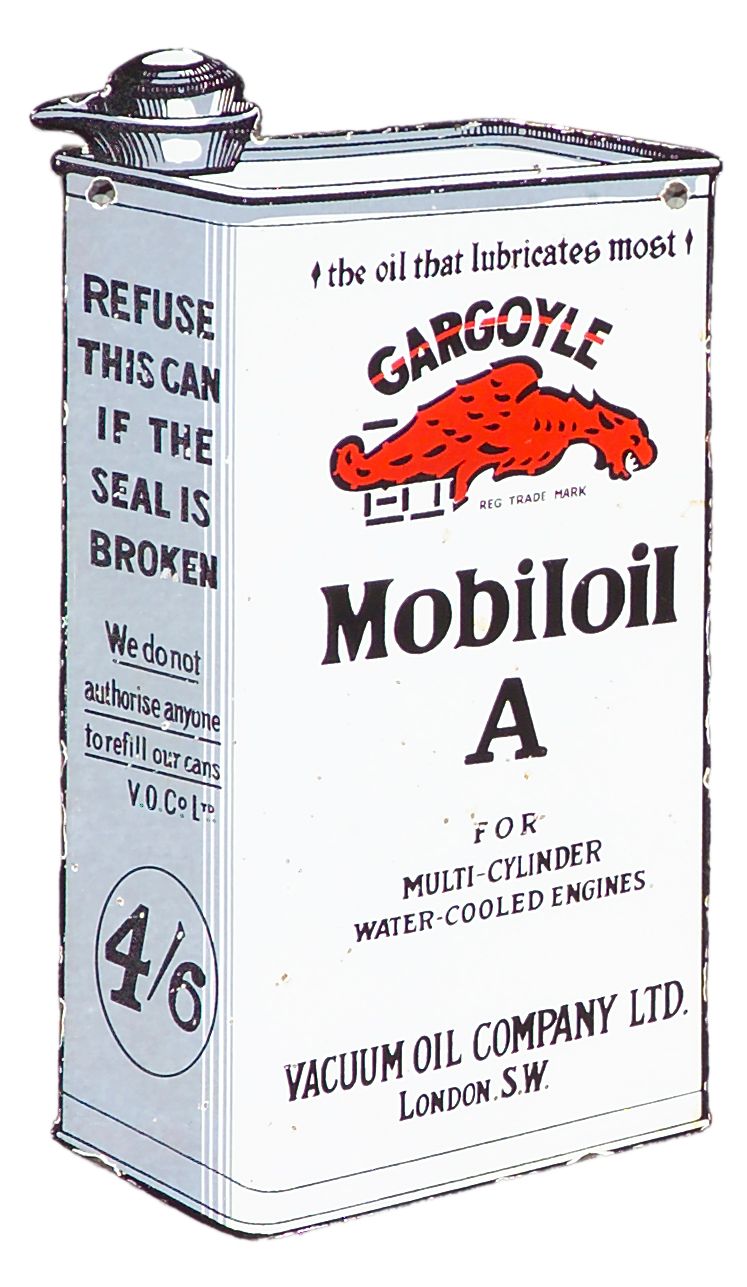 REFUSE
THIS CAN
IF THE
SEAL IS
BROKEN
We do not
authorise anyone
to refill our cans
V.O.Co LTD
4/6
the oil that lubricates most
GARGOYLE
REG TRADE MARK
Mobiloil
A
FOR
MULTI-CYLINDER
WATER-COOLED ENGINES
VACUUM OIL COMPANY LTD.
LONDON.S.W.